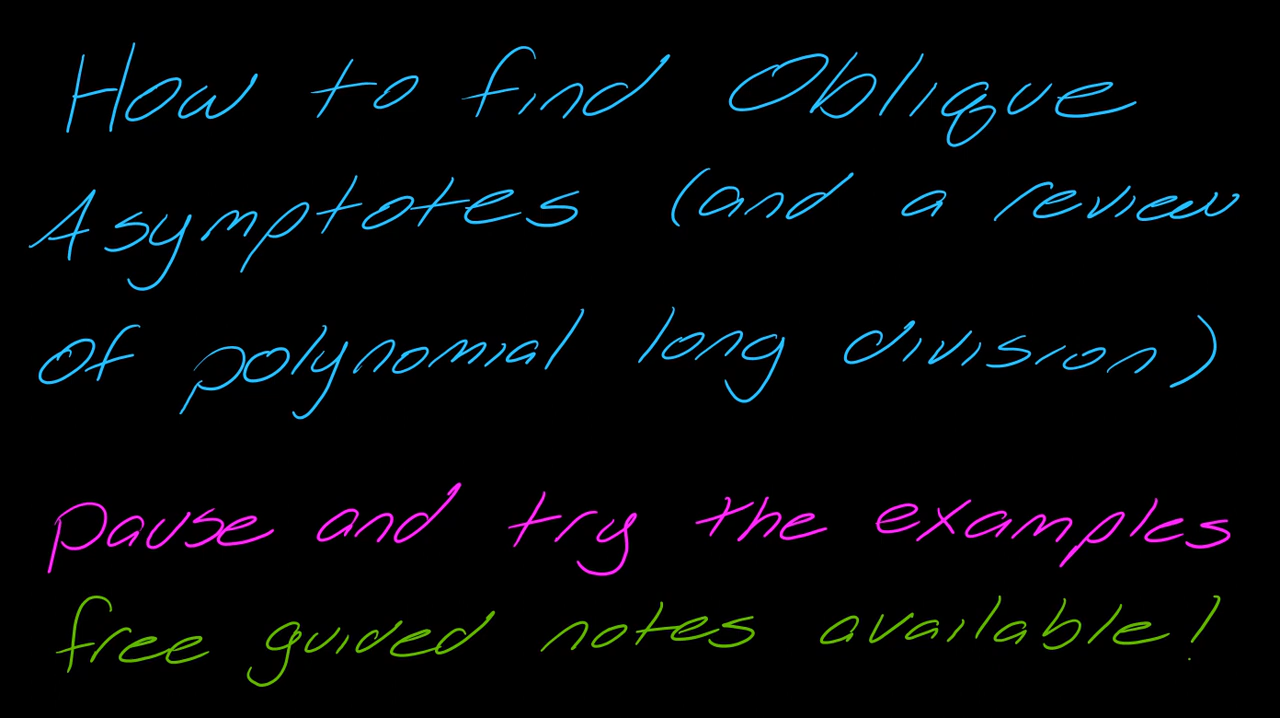 How to find Oblique
Asymptotes (and a review
of polynomial long division)
pause and try the examples
free guided notes available!